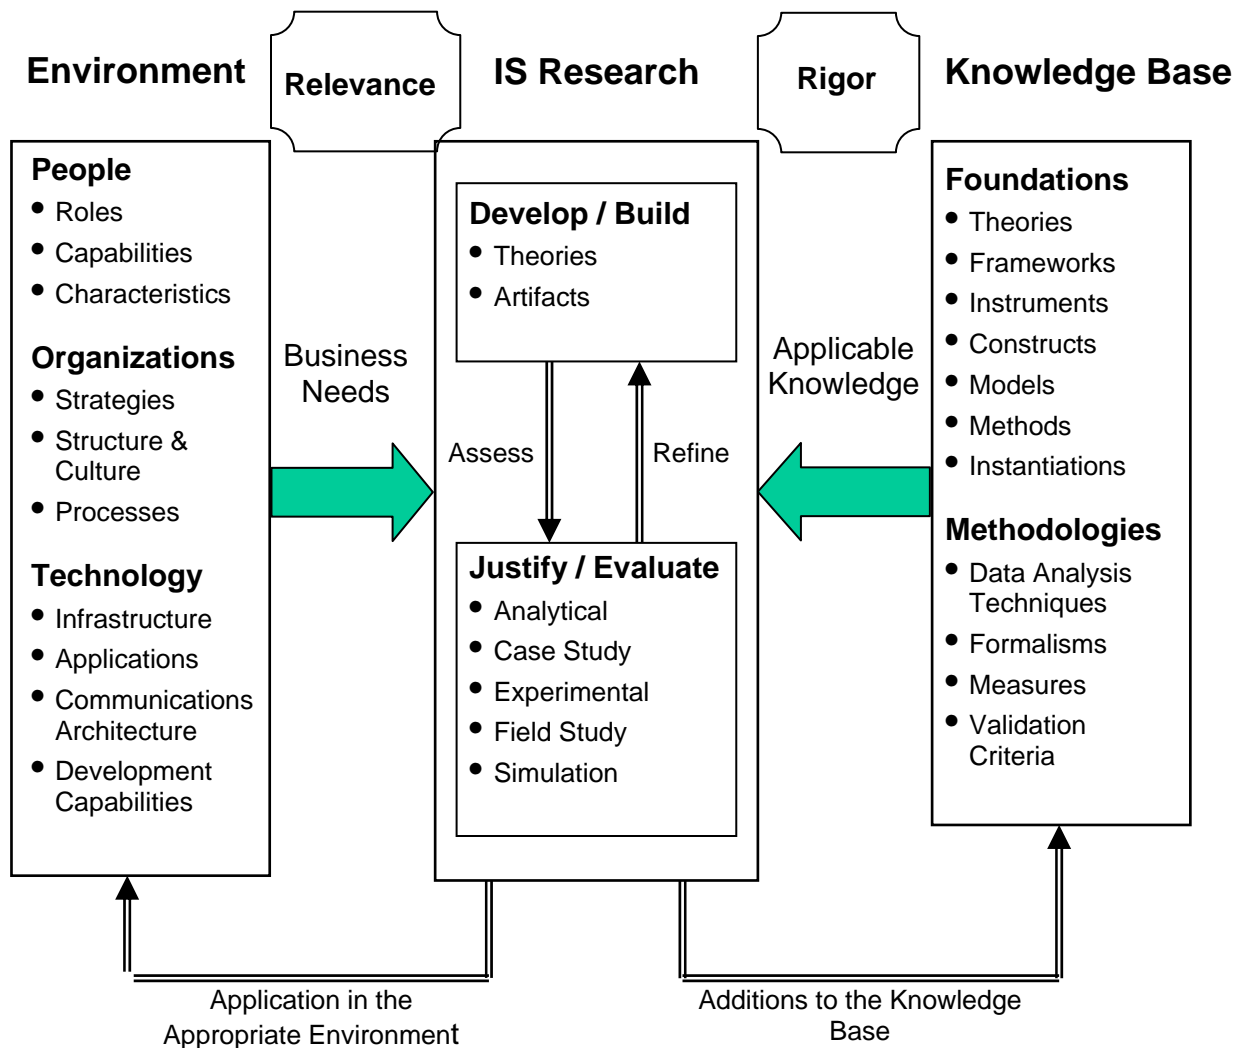 Environment
Relevance
IS Research
Rigor
Knowledge Base
People
• Roles
• Capabilities
• Characteristics
Organizations
• Strategies
• Structure &
Culture
• Processes
Technology
• Infrastructure
• Applications
• Communications
Architecture
• Development
Capabilities
Business
Needs
Develop / Build
• Theories
• Artifacts
Assess
Refine
Justify / Evaluate
• Analytical
• Case Study
• Experimental
• Field Study
• Simulation
Applicable
Knowledge
Foundations
• Theories
• Frameworks
• Instruments
• Constructs
• Models
• Methods
• Instantiations
Methodologies
• Data Analysis
Techniques
• Formalisms
• Measures
• Validation
Criteria
Application in the
Appropriate Environment
Additions to the Knowledge
Base